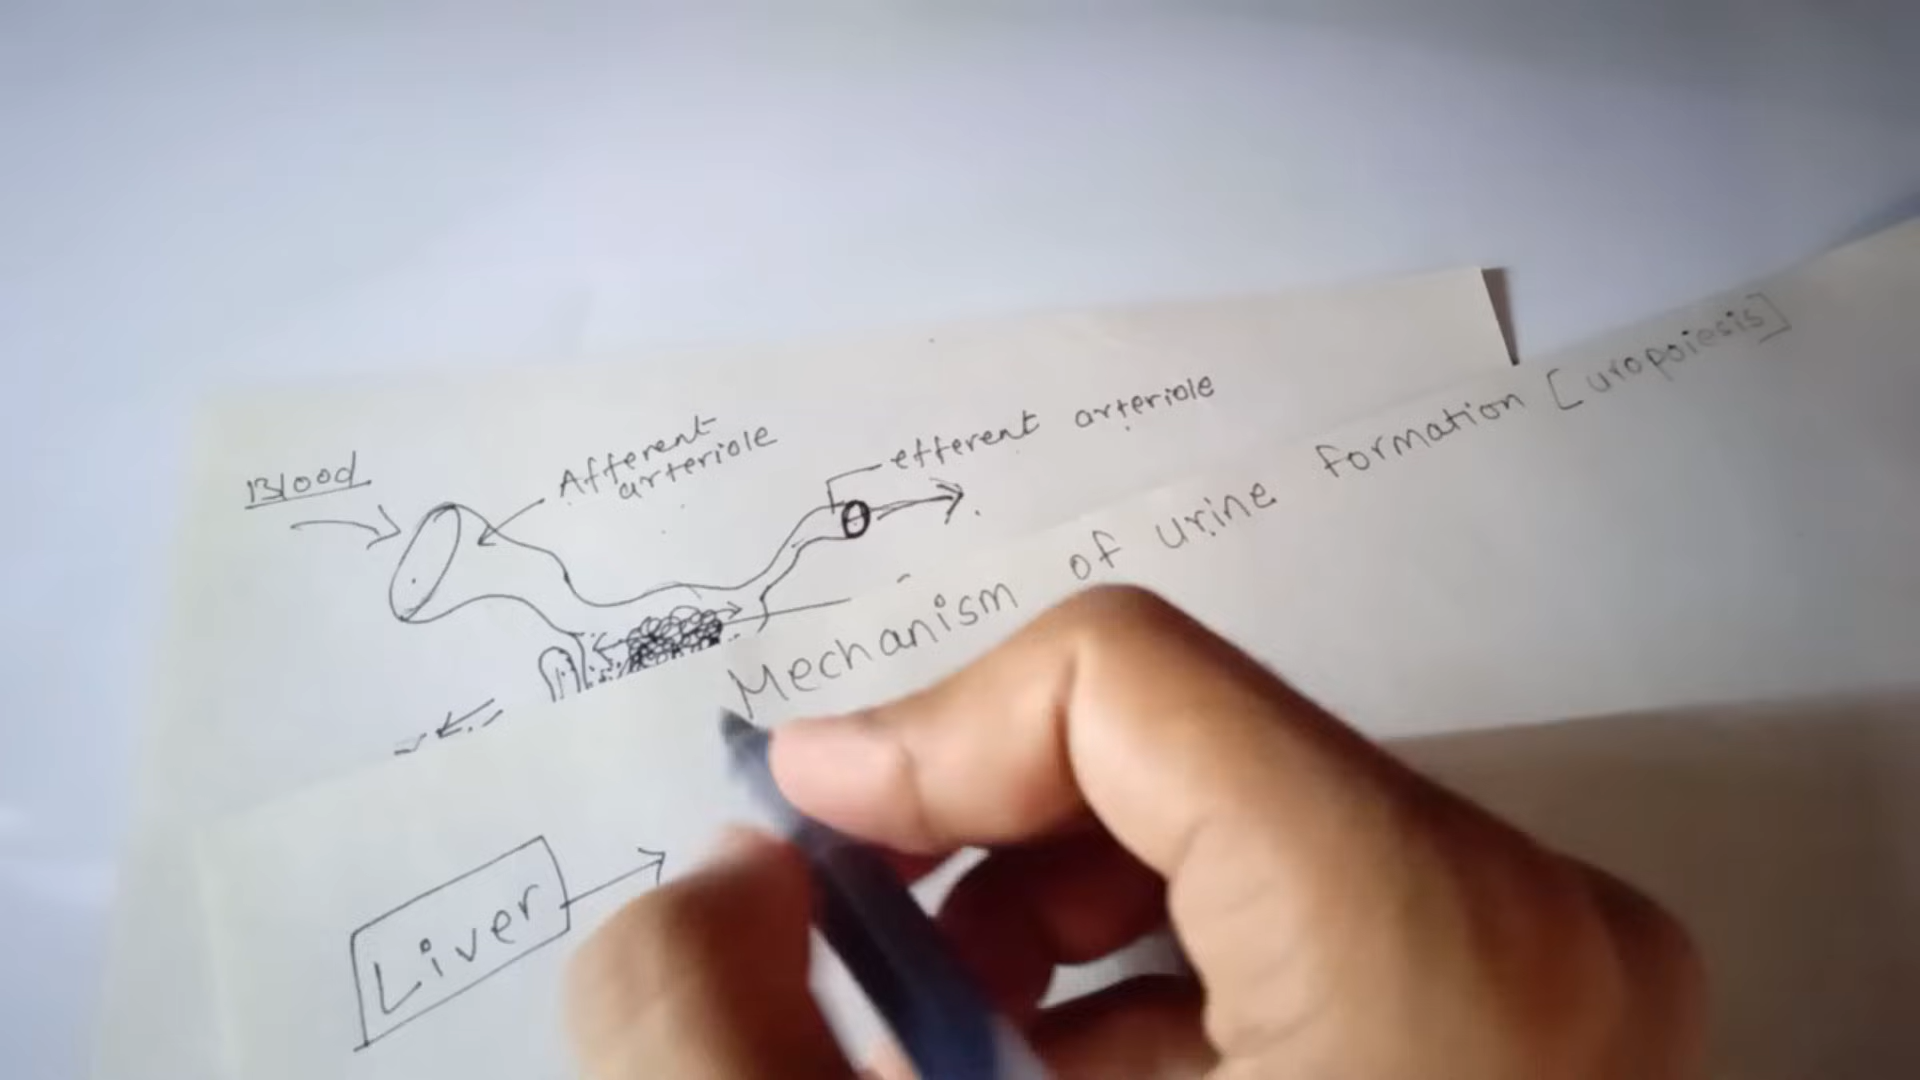 Blood
Afferent
arteriole
efferent arteriole
Mechanism of urine formation [uropoiesis]
Liver